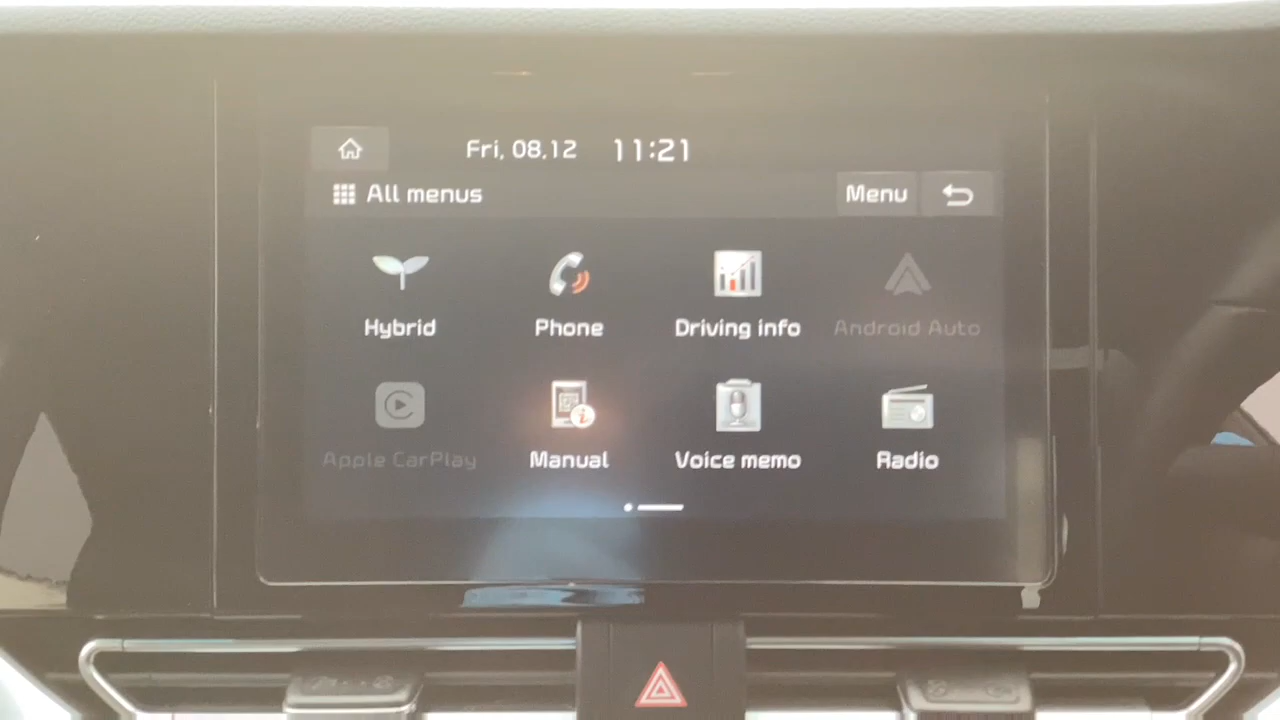 Fri, 08.12 11:21
All menus Menu
Hybrid Phone Driving info Android Auto
Apple CarPlay Manual Voice memo Radio